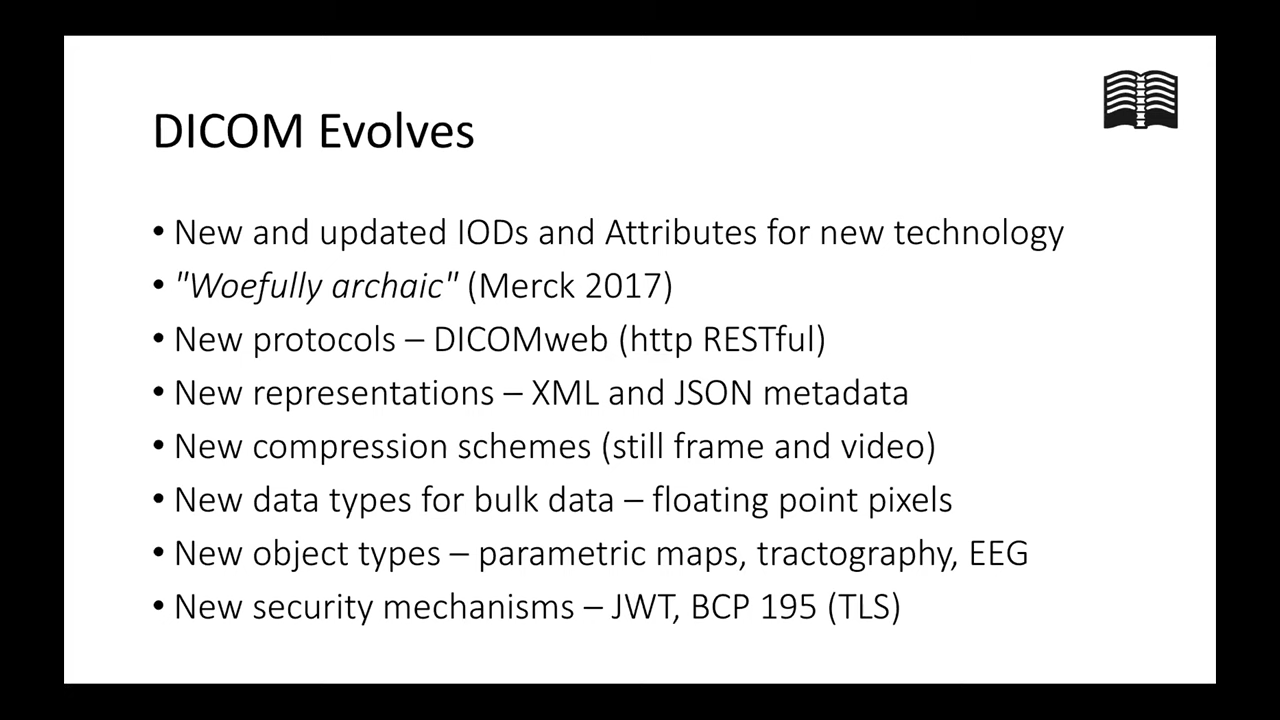 DICOM Evolves
• New and updated IODs and Attributes for new technology
• "Woefully archaic" (Merck 2017)
• New protocols – DICOMweb (http RESTful)
• New representations – XML and JSON metadata
• New compression schemes (still frame and video)
• New data types for bulk data – floating point pixels
• New object types – parametric maps, tractography, EEG
• New security mechanisms – JWT, BCP 195 (TLS)